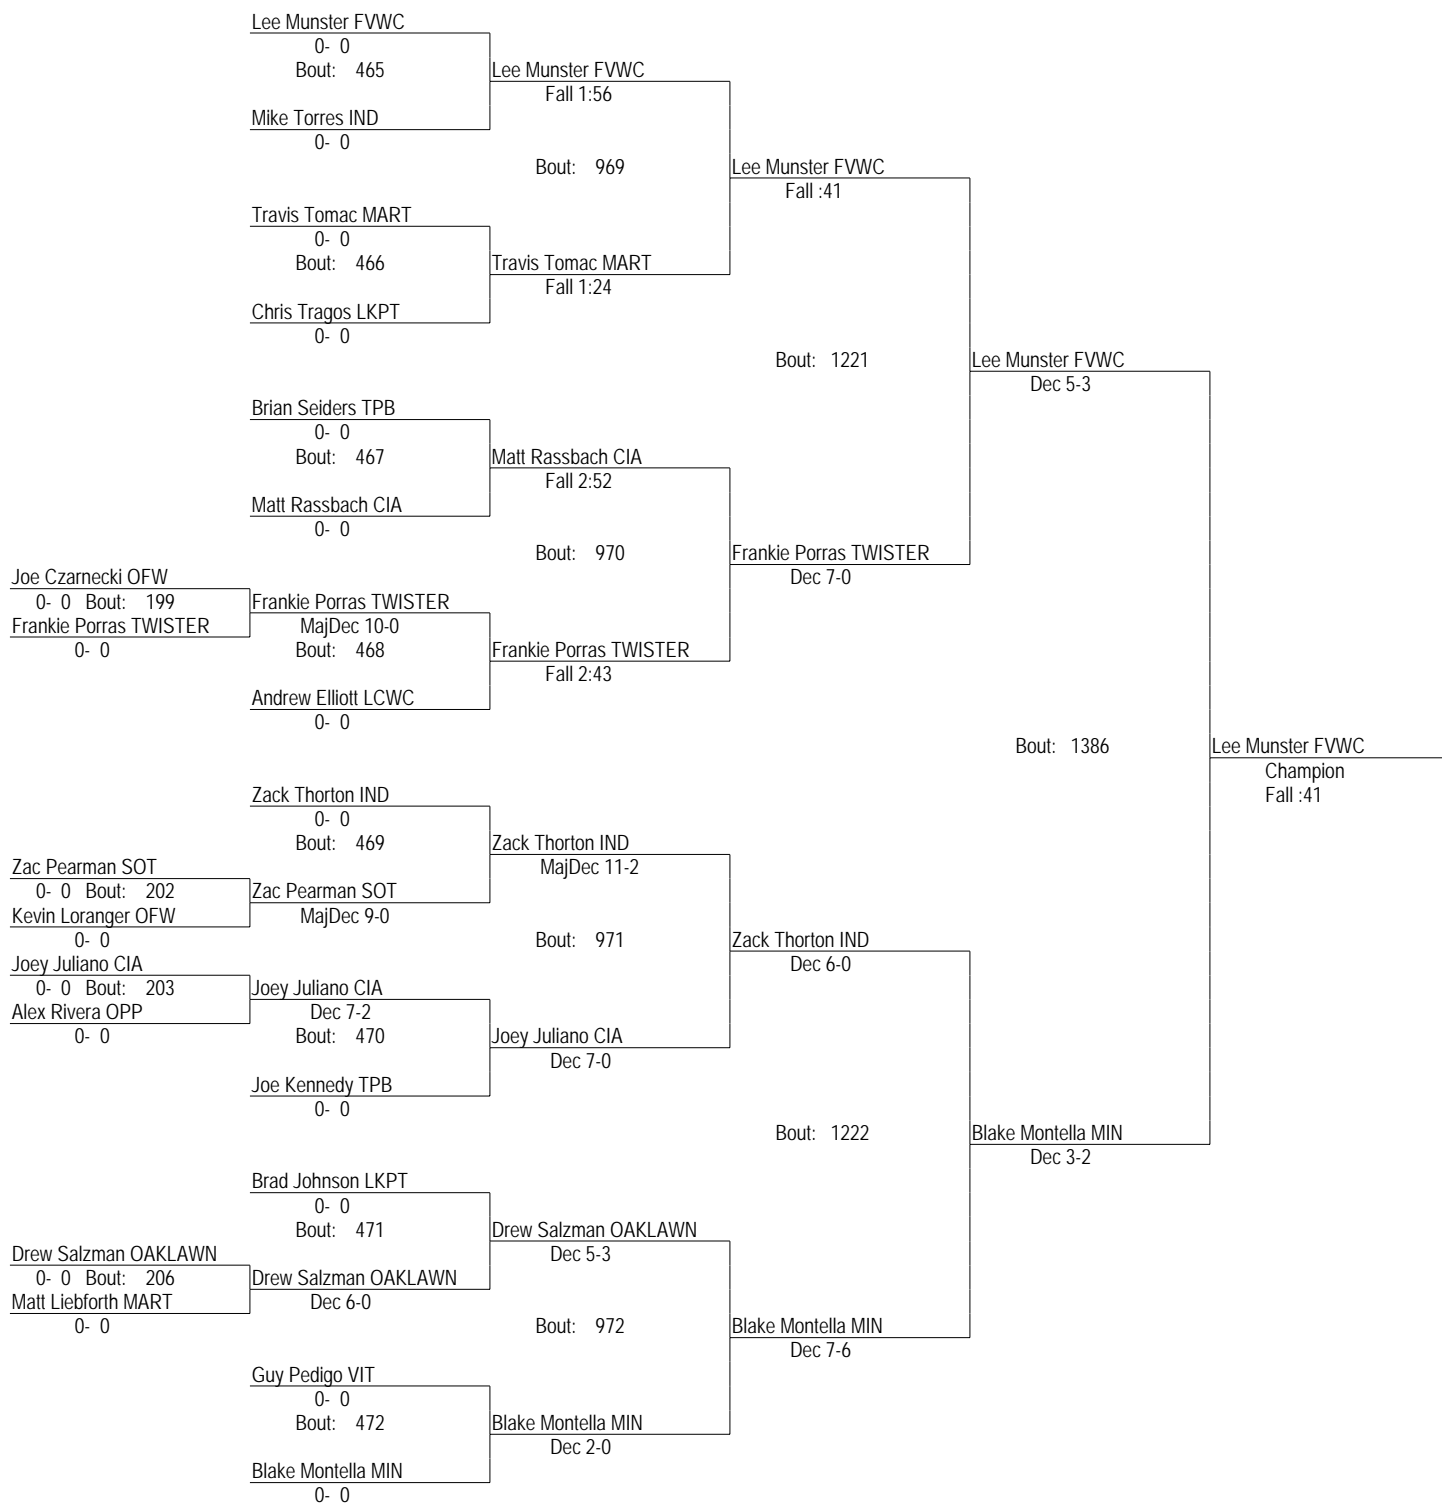 Lee Munster FVWC
0- 0
Bout: 465
Lee Munster FVWC
Fall 1:56
Mike Torres IND
0- 0
Bout: 969
Lee Munster FVWC
Fall :41
Travis Tomac MART
0- 0
Bout: 466
Travis Tomac MART
Fall 1:24
Chris Tragos LKPT
0- 0
Bout: 1221
Lee Munster FVWC
Dec 5-3
Brian Seiders TPB
0- 0
Bout: 467
Matt Rassbach CIA
Fall 2:52
Matt Rassbach CIA
0- 0
Bout: 970
Frankie Porras TWISTER
Dec 7-0
Joe Czarnecki OFW
0- 0 Bout: 199
Frankie Porras TWISTER
Frankie Porras TWISTER
0- 0
MajDec 10-0
Bout: 468
Frankie Porras TWISTER
Fall 2:43
Andrew Elliott LCWC
0- 0
Bout: 1386
Lee Munster FVWC
Champion
Fall :41
Zack Thorton IND
0- 0
Bout: 469
Zack Thorton IND
MajDec 11-2
Zac Pearman SOT
0- 0 Bout: 202
Zac Pearman SOT
Kevin Loranger OFW
MajDec 9-0
0- 0
Bout: 971
Zack Thorton IND
Dec 6-0
Joey Juliano CIA
0- 0 Bout: 203
Joey Juliano CIA
Alex Rivera OPP
Dec 7-2
0- 0
Bout: 470
Joey Juliano CIA
Dec 7-0
Joe Kennedy TPB
0- 0
Bout: 1222
Blake Montella MIN
Dec 3-2
Brad Johnson LKPT
0- 0
Bout: 471
Drew Salzman OAKLAWN
Dec 5-3
Drew Salzman OAKLAWN
0- 0 Bout: 206
Drew Salzman OAKLAWN
Matt Liebforth MART
Dec 6-0
0- 0
Bout: 972
Blake Montella MIN
Dec 7-6
Guy Pedigo VIT
0- 0
Bout: 472
Blake Montella MIN
Dec 2-0
Blake Montella MIN
0- 0